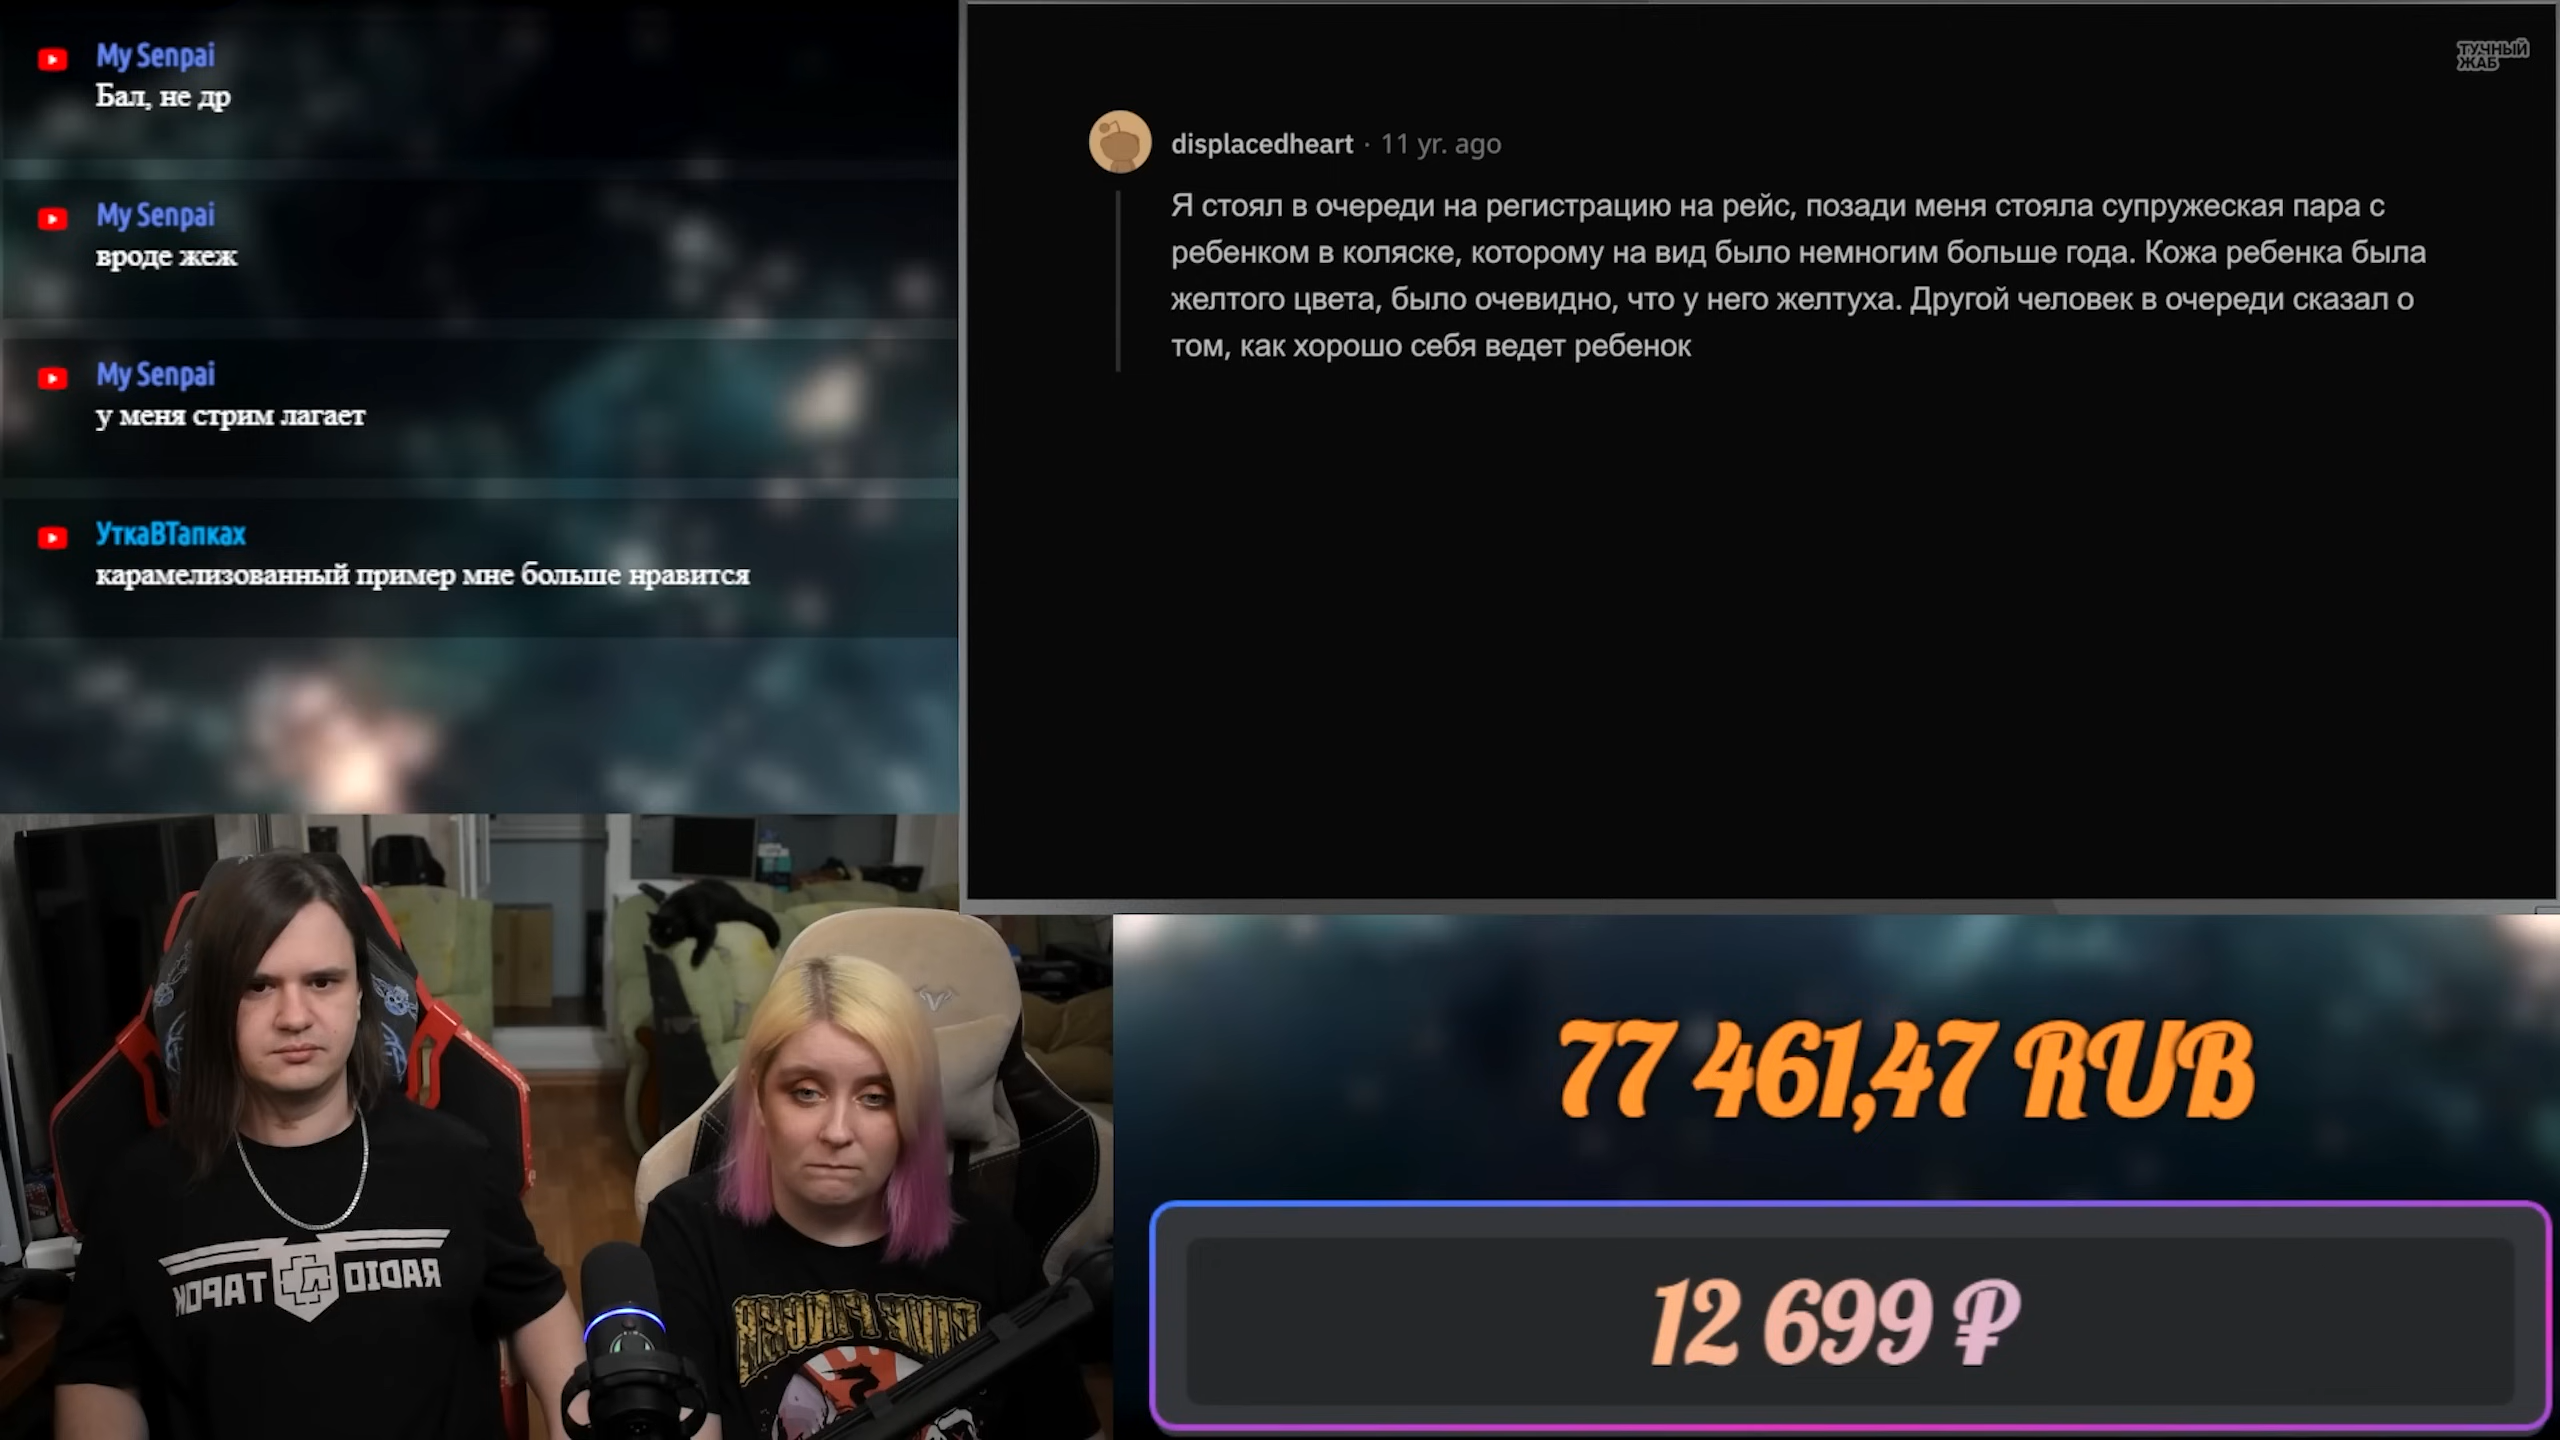 My Senpai
Бал, не др
My Senpai
вроде жеж
My Senpai
у меня стрим лагает
УткаВТапках
карамелизованный пример мне больше нравится
ТУЧНЫЙ
ЖАБ
displacedheart · 11 yr. ago
Я стоял в очереди на регистрацию на рейс, позади меня стояла супружеская пара с
ребенком в коляске, которому на вид было немногим больше года. Кожа ребенка была
желтого цвета, было очевидно, что у него желтуха. Другой человек в очереди сказал о
том, как хорошо себя ведет ребенок
RADIO TAPOK
FIVE FINGER
77 461,47 RUB
12 699 ₽